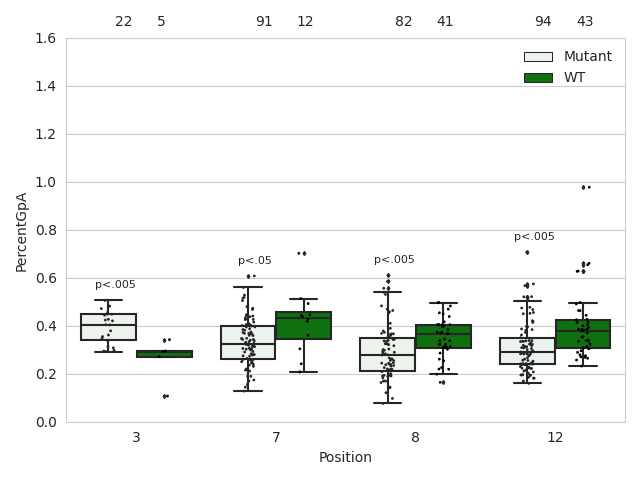 22 5 91 12 82 41 94 43
1.6
Mutant
WT
1.4
1.2
1.0
0.8
0.6
0.4
0.2
0.0
PercentGpA
p<.005
p<.05
p<.005
p<.005
3 7 8 12
Position